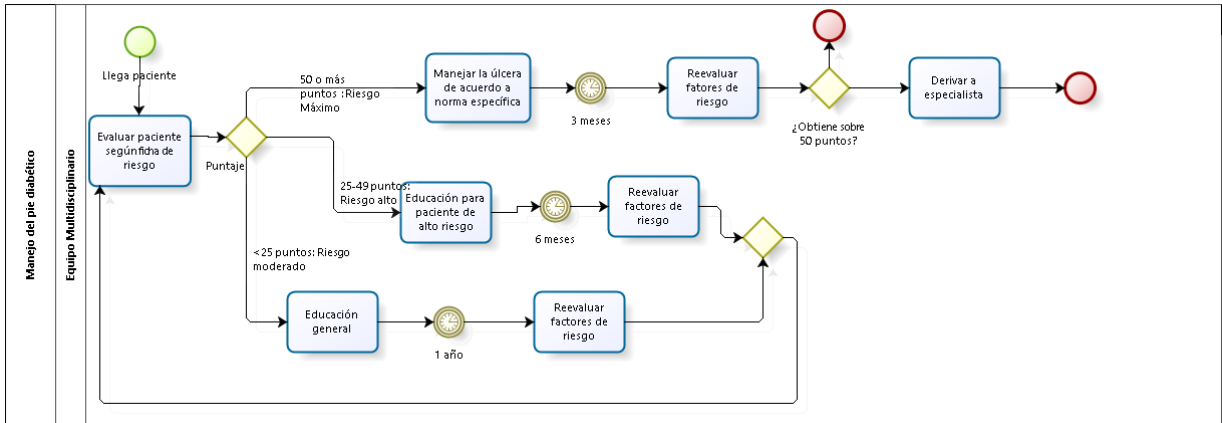 Manejo del pie diabético
Equipo Multidisciplinario
Llega paciente
Evaluar paciente
segúnficha de
riesgo
Puntaje
50 o más
puntos :Riesgo
Máximo
Manejar la úlcera
de acuerdo a
norma específica
3 meses
Reevaluar
fatores de
riesgo
¿Obtiene sobre
50 puntos?
Derivar a
especialista
25-49 puntos:
Riesgo alto
Educación para
paciente de
alto riesgo
6 meses
Reevaluar
factores de
riesgo
<25 puntos: Riesgo
moderado
Educación
general
1 año
Reevaluar
factores de
riesgo